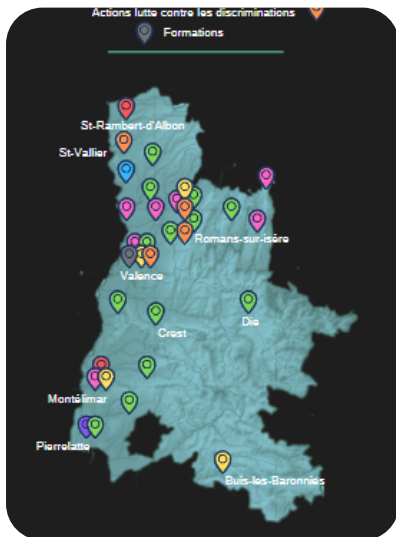 Actions lutte contre les discriminations
Formations
St-Rambert-d'Albon
St-Vallier
Romans-sur-isère
Valence
Die
Crest
Montélimar
Pierrelatte
Buis-les-Baronnies